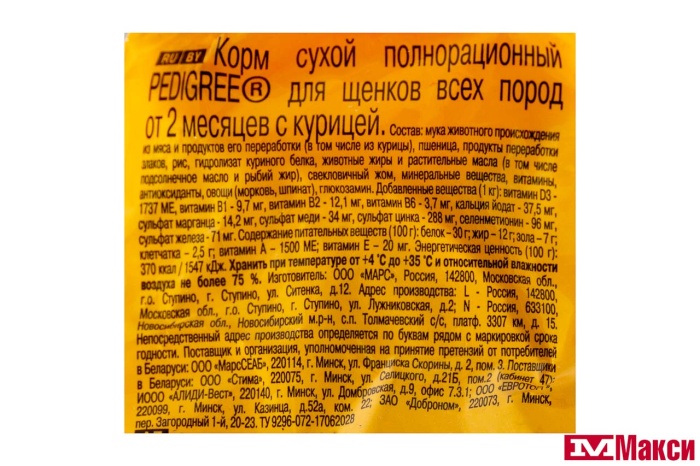 RU BY Корм сухой полнорационный
PEDIGREE® для щенков всех пород
от 2 месяцев с курицей. Состав: мука животного происхождения
из мяса и продуктов его переработки (в том числе из курицы), пшеница, продукты переработки
злаков, рис, гидролизат куриного белка, животные жиры и растительные масла (в том числе
подсолнечное масло и рыбий жир), свекловичный жом, минеральные вещества, витамины,
антиоксиданты, овощи (морковь, шпинат), глюкозамин. Добавленные вещества (1 кг): витамин D3 -
1737 МЕ, витамин В1 - 9,7 мг, витамин В2 - 12,1 мг, витамин В6 - 3,7 мг, кальция йодат - 37,5 мг,
сульфат марганца - 14,2 мг, сульфат меди - 34 мг, сульфат цинка - 288 мг, селенметионин - 96 мг,
сульфат железа - 71 мг. Содержание питательных веществ (100 г): белок – 30 г; жир – 12 г; зола – 7 г;
клетчатка – 2,5 г; витамин А – 1500 МЕ; витамин Е – 20 мг. Энергетическая ценность (100 г):
370 ккал / 1547 кДж. Хранить при температуре от +4˚С до +35˚С и относительной влажности
воздуха не более 75 %. Изготовитель: ООО «МАРС», Россия, 142800, Московская обл.,
г.о. Ступино, г. Ступино, ул. Ситенка, д.12. Адрес производства: L - Россия, 142800,
Московская обл., г.о. Ступино, г. Ступино, ул. Лужниковская, д.2; N - Россия, 633100,
Новосибирская обл., Новосибирский м.р-н, с.п. Толмачевский с/с, платф. 3307 км, д. 15.
Непосредственный адрес производства определяется по буквам рядом с маркировкой срока
годности. Поставщик и организация, уполномоченная на принятие претензий от потребителей
в Беларуси: ООО «МарсСЕАБ», 220114, г. Минск, ул. Франциска Скорины, д. 2, пом. 3. Поставщики
в Беларуси: ООО «Стима», 220075, г. Минск, ул. Селицкого, д.21Б, пом.2 (кабинет 47);
ИООО «АЛИДИ-Вест», 220140, г. Минск, ул. Домбровская, д.9, офис 7.3.1; ООО
220099, г. Минск, ул. Казинца, д.52а, ком. 22; ЗАО «Доброном», 220073, г. Минск,
пер. Загородный 1-й, 20-23. ТУ 9296-072-17062028
Макси